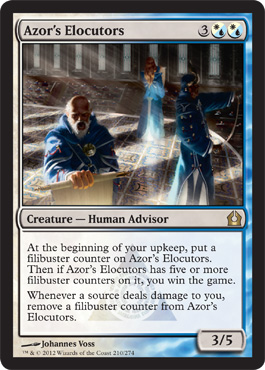 Azor's Elocutors 3
Creature — Human Advisor
At the beginning of your upkeep, put a
filibuster counter on Azor's Elocutors.
Then if Azor's Elocutors has five or more
filibuster counters on it, you win the game.
Whenever a source deals damage to you,
remove a filibuster counter from Azor's
Elocutors.
3/5
Johannes Voss
™ & © 2012 Wizards of the Coast 210/274